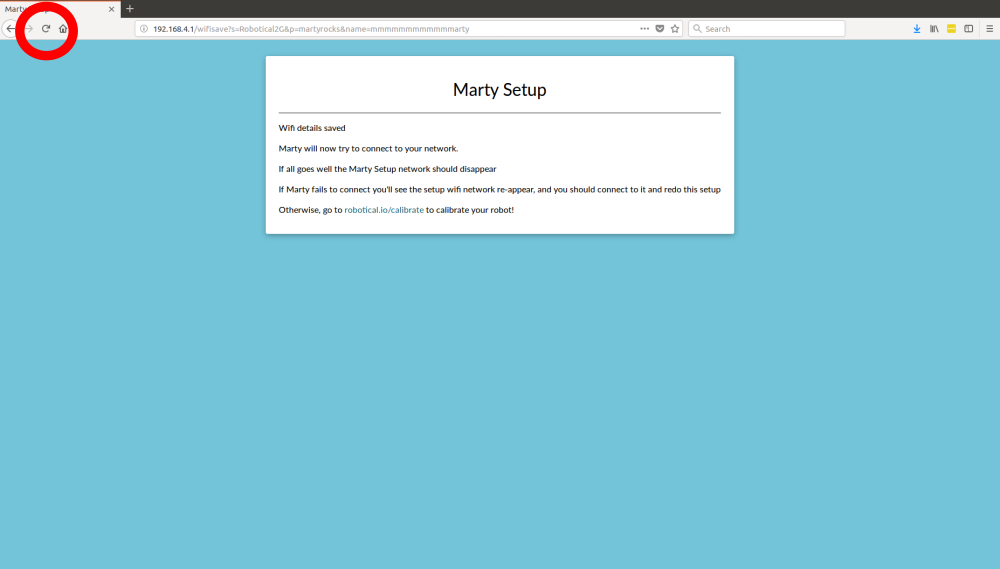 Marty
192.168.4.1/wifisave?s=Robotical2G&p=martyrocks&name=mmmmmmmmmmmmarty
Search
Marty Setup
Wifi details saved
Marty will now try to connect to your network.
If all goes well the Marty Setup network should disappear
If Marty fails to connect you'll see the setup wifi network re-appear, and you should connect to it and redo this setup
Otherwise, go to robotical.io/calibrate to calibrate your robot!